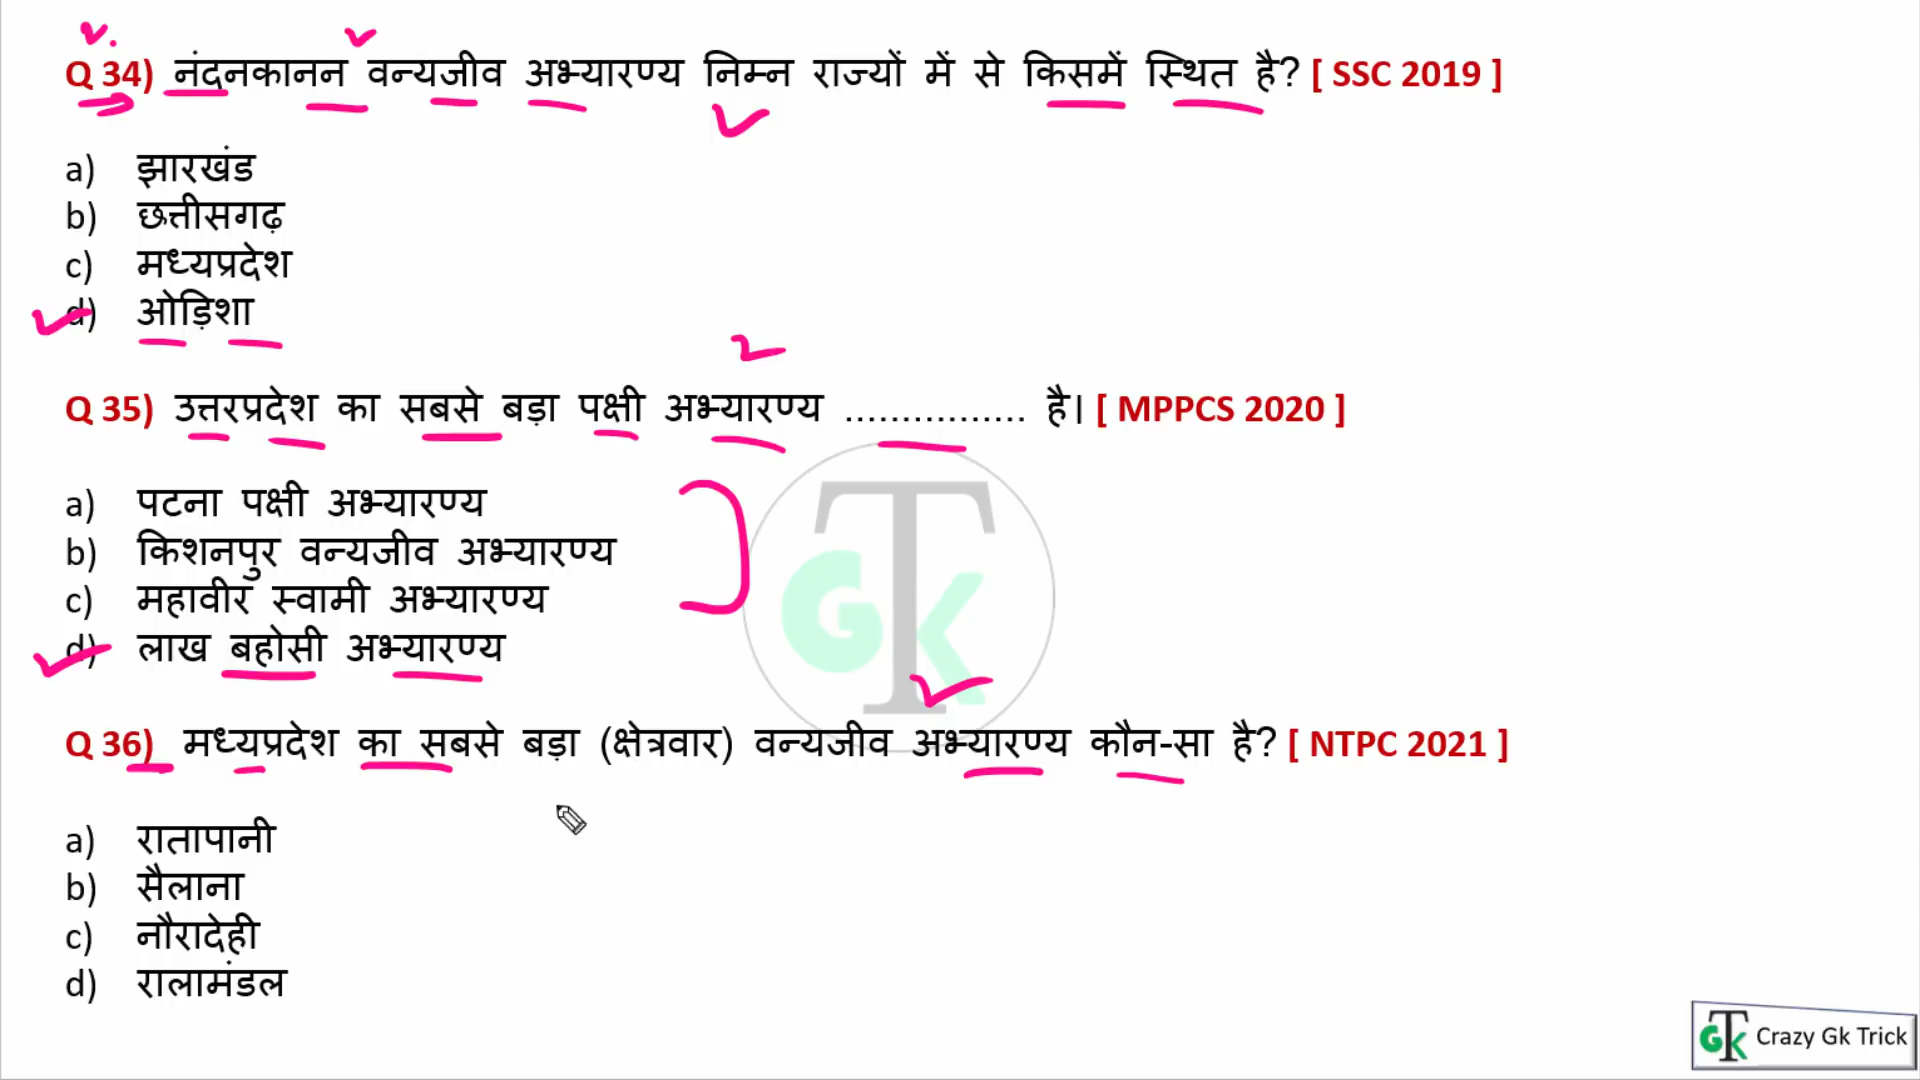 Q 34) नंदनकानन वन्यजीव अभ्यारण्य निम्न राज्यों में से किसमें स्थित है? [ SSC 2019 ]
a) झारखंड
b) छत्तीसगढ़
c) मध्यप्रदेश
d) ओड़िशा
Q 35) उत्तरप्रदेश का सबसे बड़ा पक्षी अभ्यारण्य ................ है। [ MPPCS 2020 ]
a) पटना पक्षी अभ्यारण्य
b) किशनपुर वन्यजीव अभ्यारण्य
c) महावीर स्वामी अभ्यारण्य
d) लाख बहोसी अभ्यारण्य
Q 36) मध्यप्रदेश का सबसे बड़ा (क्षेत्रवार) वन्यजीव अभ्यारण्य कौन-सा है? [ NTPC 2021 ]
a) रातापानी
b) सैलाना
c) नौरादेही
d) रालामंडल
GTK
GTK Crazy Gk Trick